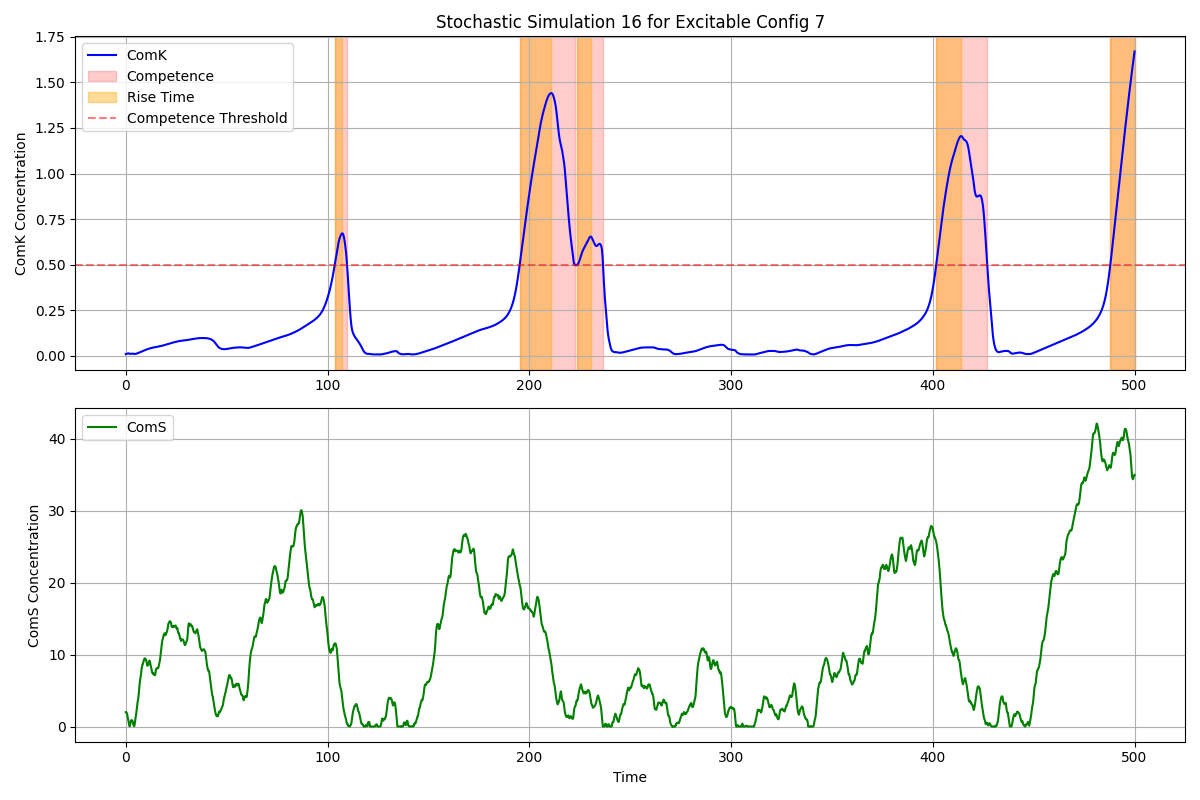 Stochastic Simulation 16 for Excitable Config 7
ComK Concentration
1.75
1.50
1.25
1.00
0.75
0.50
0.25
0.00
ComK
Competence
Rise Time
Competence Threshold
0 100 200 300 400 500
ComS Concentration
40
30
20
10
0
ComS
0 100 200 300 400 500
Time